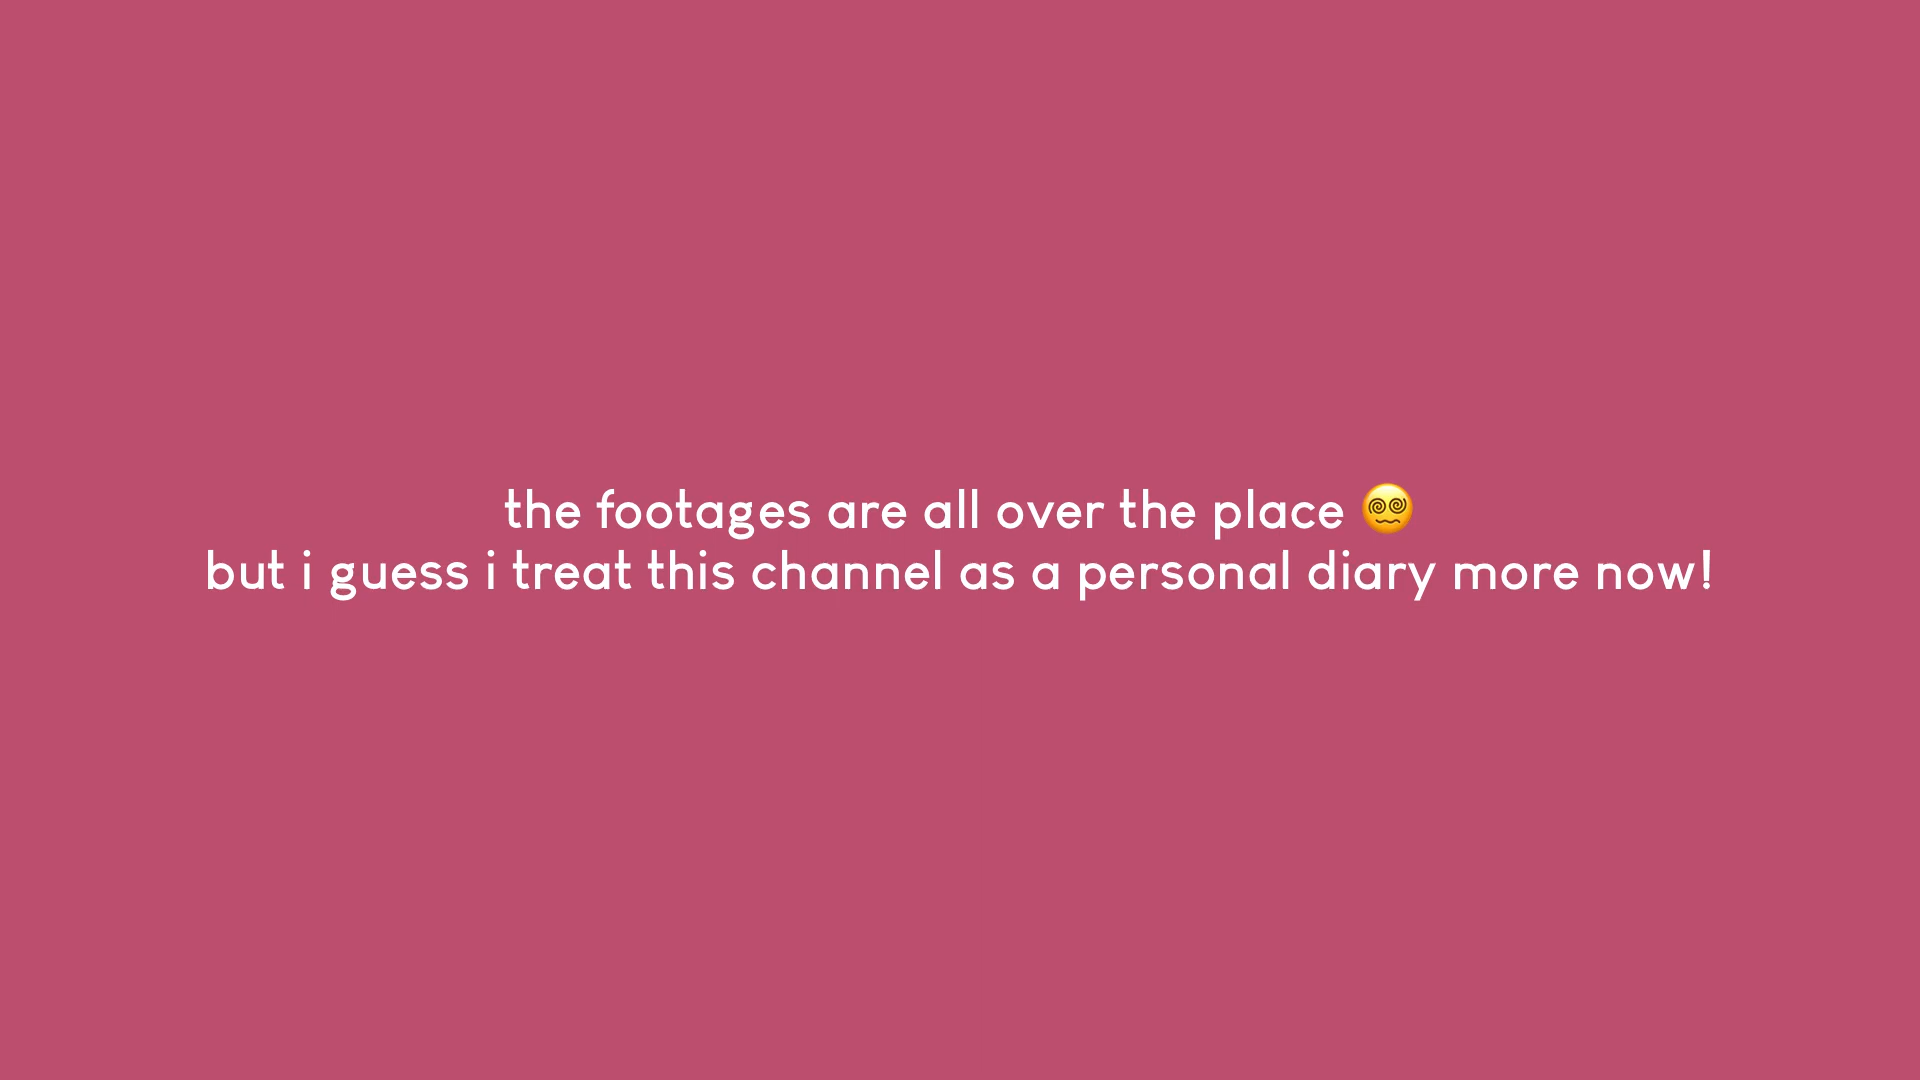 the footages are all over the place 😵‍💫
but i guess i treat this channel as a personal diary more now!